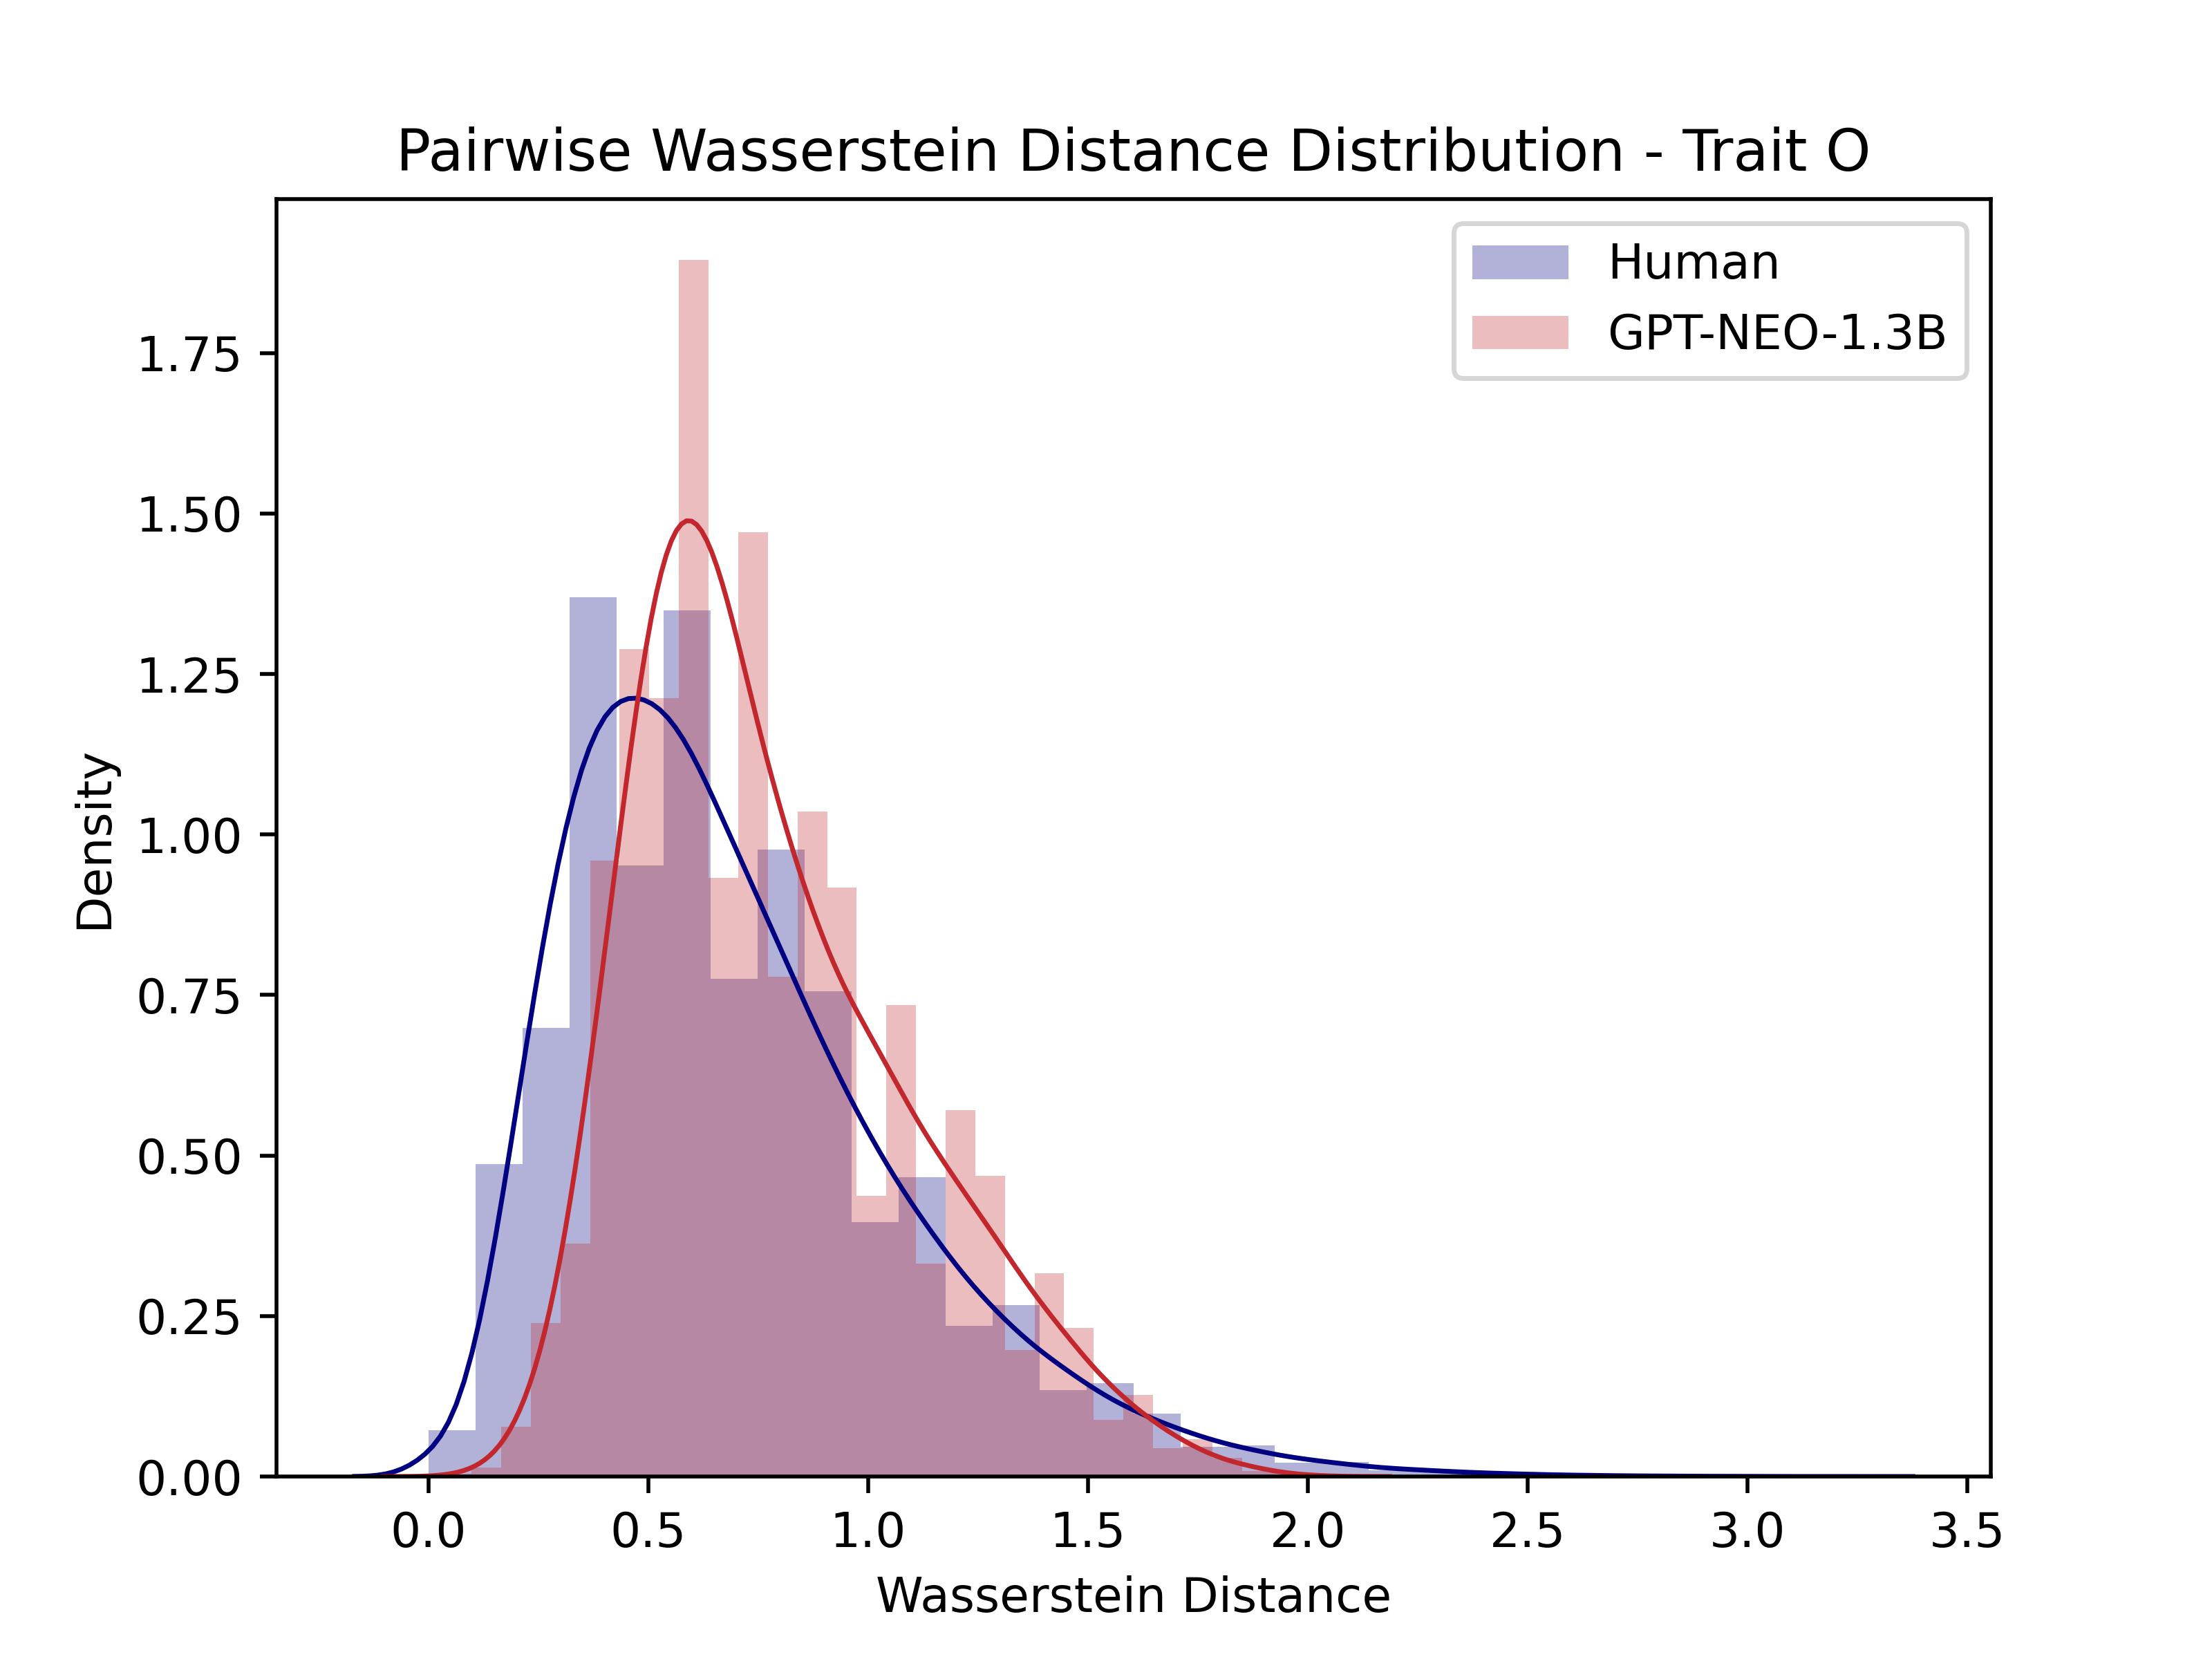 Pairwise Wasserstein Distance Distribution - Trait O
Human
GPT-NEO-1.3B
1.75
1.50
1.25
1.00
0.75
0.50
0.25
0.00
Density
0.0 0.5 1.0 1.5 2.0 2.5 3.0 3.5
Wasserstein Distance